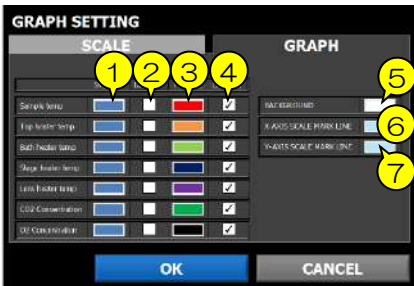 GRAPH SETTING
SCALE GRAPH
1 2 3 4
Sample temp
Top heater temp
Bath heater temp
Stage heater temp
Lens heater temp
CO2 Concentration
O2 Concentration
5
BACKGROUND
6
X-AXIS SCALE MARK LINE
Y-AXIS SCALE MARK LINE
7
OK CANCEL